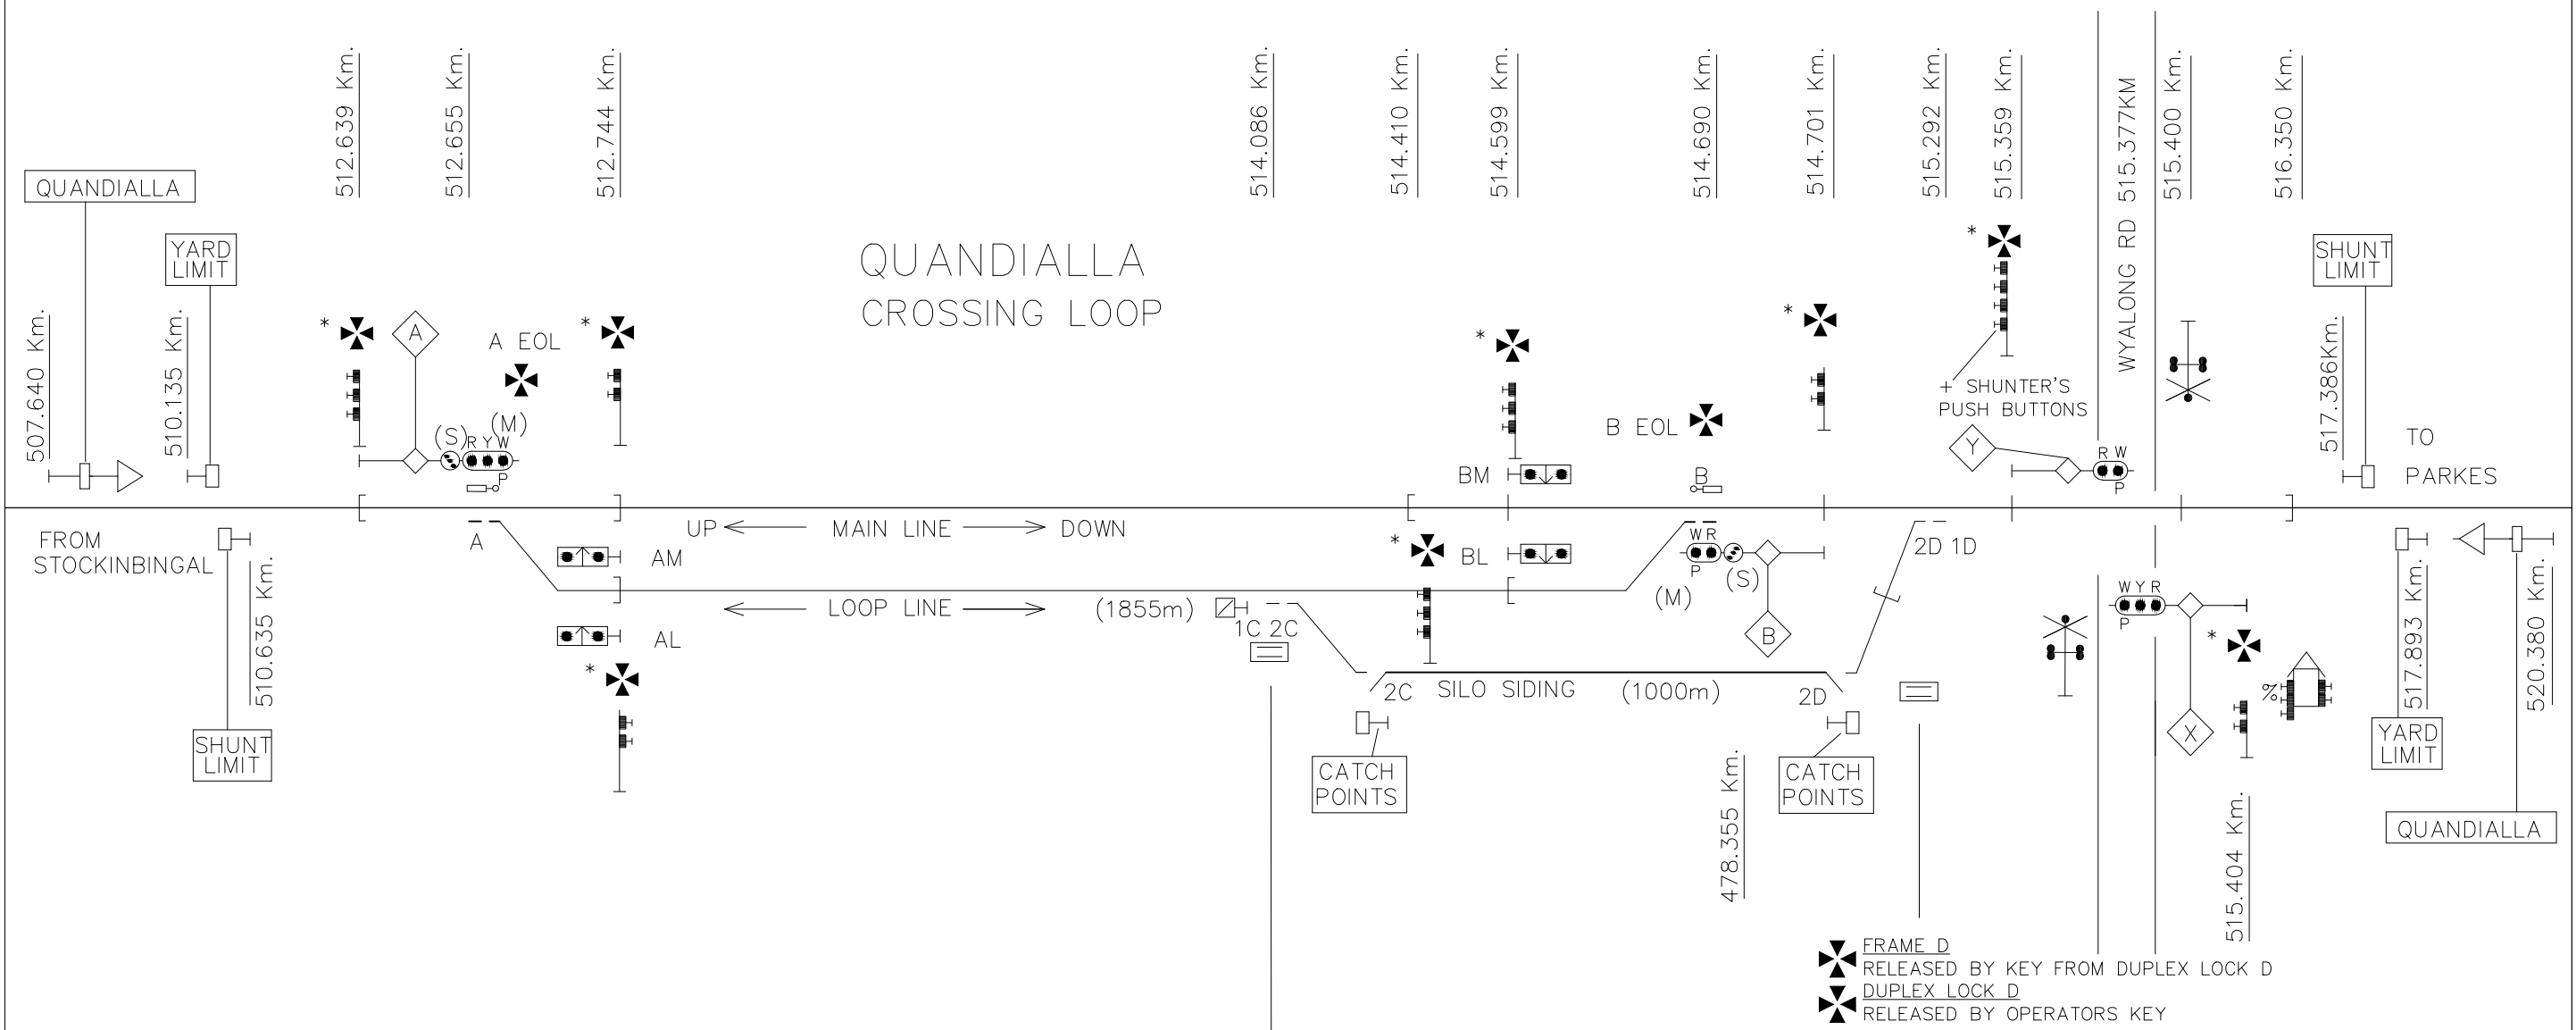 512.639 Km.
512.655 Km.
512.744 Km.
514.086 Km.
514.410 Km.
514.599 Km.
514.690 Km.
514.701 Km.
515.292 Km.
515.359 Km.
WYALONG RD 515.377KM
515.400 Km.
516.350 Km.
QUANDIALLA
YARD
LIMIT
507.640 Km.
510.135 Km.
QUANDIALLA
CROSSING LOOP
SHUNT
LIMIT
517.386Km.
*
A
A EOL
*
(S)
(M)
R Y W
P
*
B EOL
*
*
+ SHUNTER'S
PUSH BUTTONS
Y
R W
P
TO
PARKES
BM
B
FROM
STOCKINBINGAL
510.635 Km.
SHUNT
LIMIT
A
UP
MAIN LINE
DOWN
AM
LOOP LINE
(1855m)
AL
*
1C 2C
*
BL
W R
P
(S)
(M)
B
2D 1D
2C
SILO SIDING
(1000m)
2D
CATCH
POINTS
CATCH
POINTS
478.355 Km.
W Y R
P
X
*
%
515.404 Km.
517.893 Km.
YARD
LIMIT
520.380 Km.
QUANDIALLA
FRAME D
RELEASED BY KEY FROM DUPLEX LOCK D
DUPLEX LOCK D
RELEASED BY OPERATORS KEY